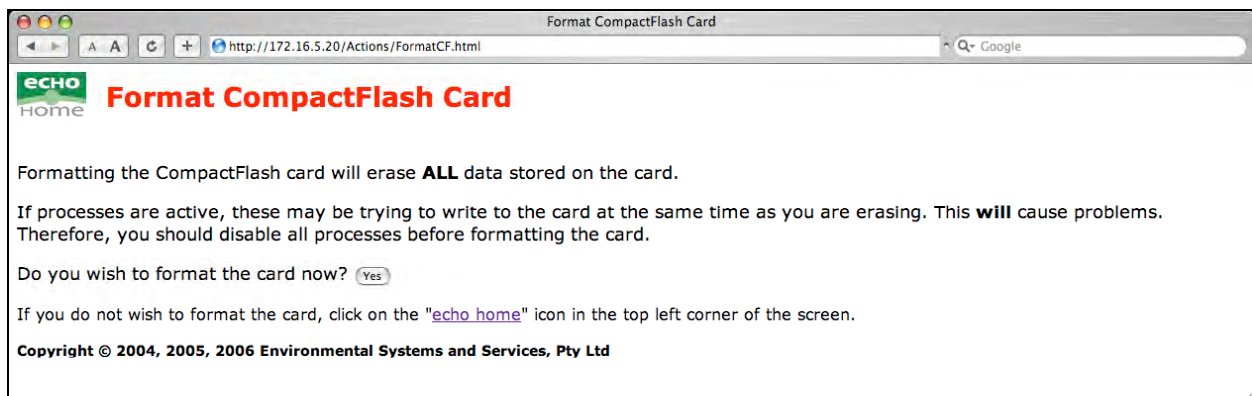 Format CompactFlash Card
A A C + http://172.16.5.20/Actions/FormatCF.html Q Google
echo
Home
Format CompactFlash Card
Formatting the CompactFlash card will erase ALL data stored on the card.
If processes are active, these may be trying to write to the card at the same time as you are erasing. This will cause problems.
Therefore, you should disable all processes before formatting the card.
Do you wish to format the card now? Yes
If you do not wish to format the card, click on the "echo home" icon in the top left corner of the screen.
Copyright © 2004, 2005, 2006 Environmental Systems and Services, Pty Ltd